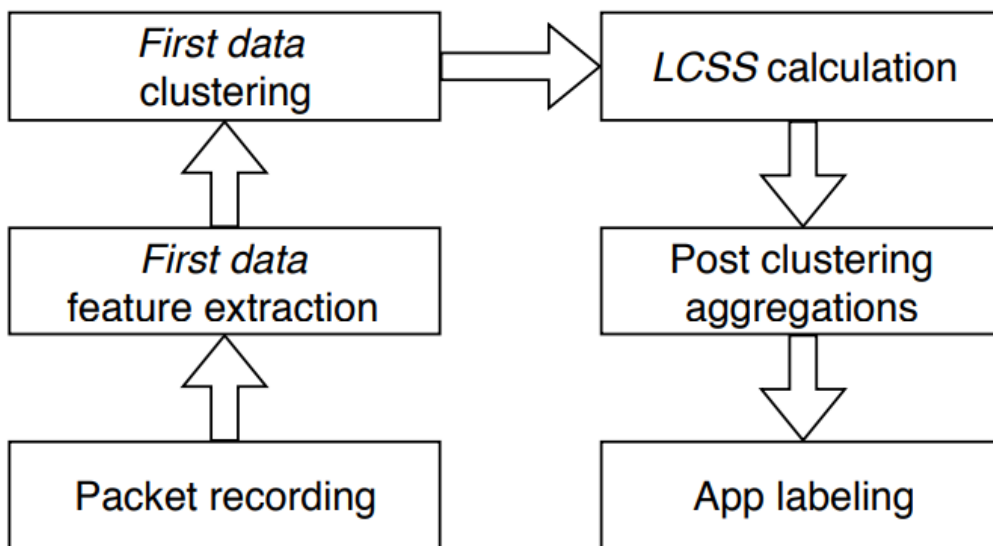 First data
clustering
LCSS calculation
First data
feature extraction
Post clustering
aggregations
Packet recording
App labeling